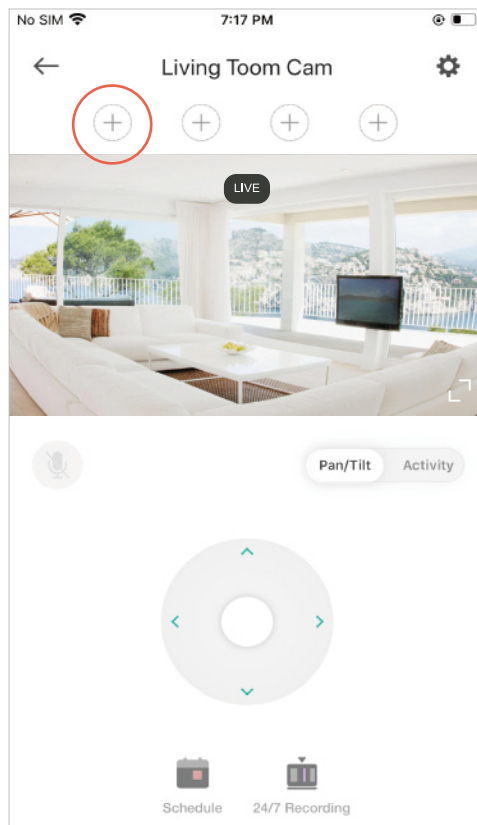 No SIM 7:17 PM
Living Toom Cam
LIVE
Pan/Tilt Activity
Schedule 24/7 Recording